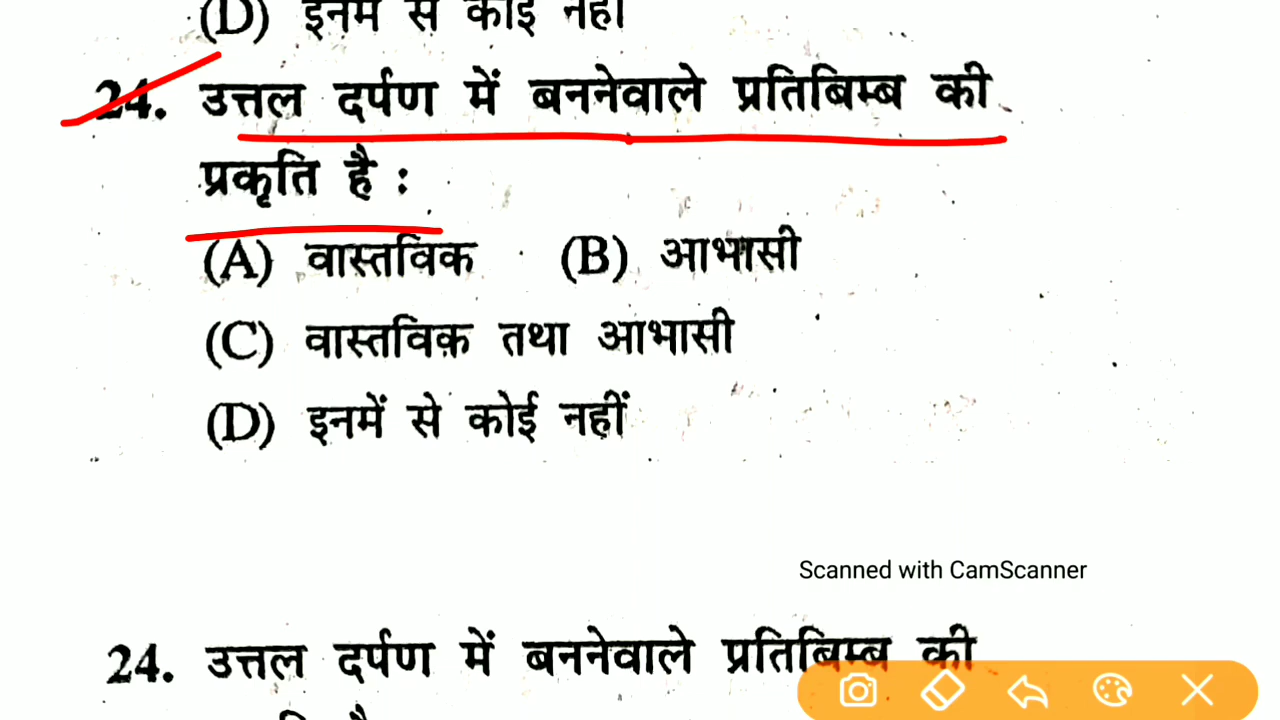 (D) इनमें से कोई नहीं
24. उत्तल दर्पण में बननेवाले प्रतिबिम्ब की
प्रकृति है :
(A) वास्तविक (B) आभासी
(C) वास्तविक तथा आभासी
(D) इनमें से कोई नहीं
Scanned with CamScanner
24. उत्तल दर्पण में बननेवाले प्रतिबिम्ब की